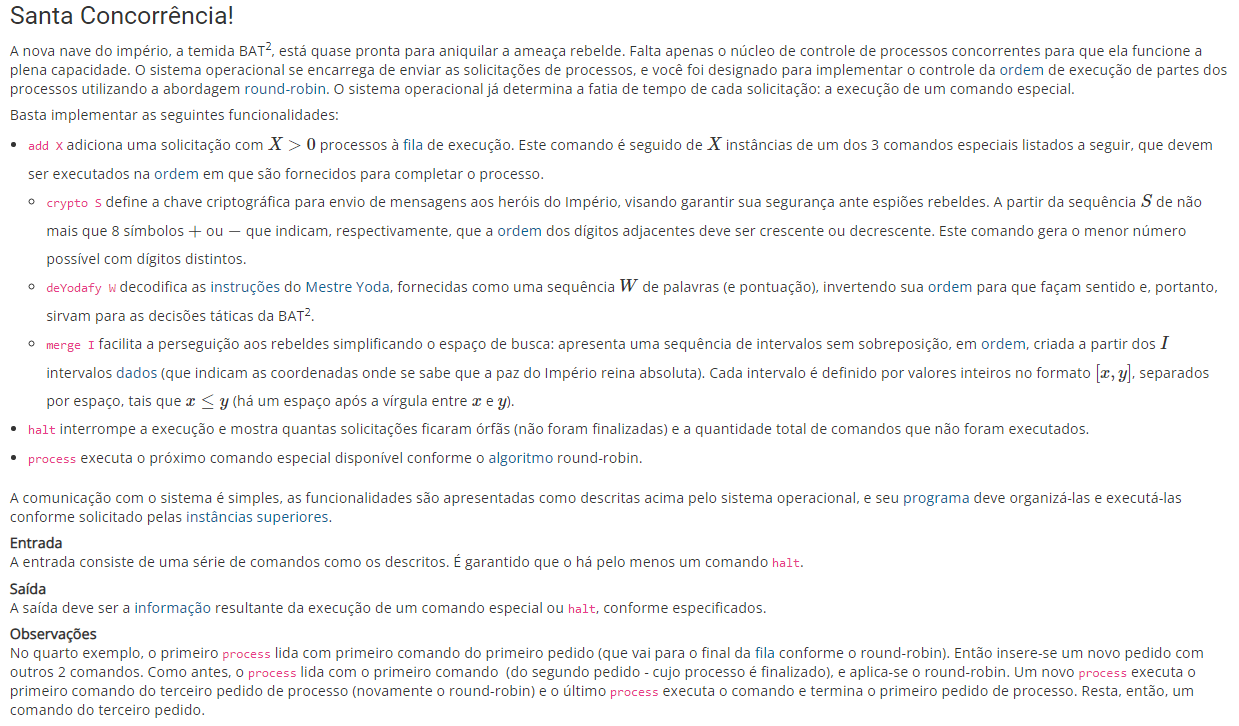 Santa Concorrência!
A nova nave do império, a temida BAT², está quase pronta para aniquilar a ameaça rebelde. Falta apenas o núcleo de controle de processos concorrentes para que ela funcione a
plena capacidade. O sistema operacional se encarrega de enviar as solicitações de processos, e você foi designado para implementar o controle da ordem de execução de partes dos
processos utilizando a abordagem round-robin. O sistema operacional já determina a fatia de tempo de cada solicitação: a execução de um comando especial.
Basta implementar as seguintes funcionalidades:
• add X adiciona uma solicitação com X > 0 processos à fila de execução. Este comando é seguido de X instâncias de um dos 3 comandos especiais listados a seguir, que devem
ser executados na ordem em que são fornecidos para completar o processo.
◦ crypto S define a chave criptográfica para envio de mensagens aos heróis do Império, visando garantir sua segurança ante espiões rebeldes. A partir da sequência S de não
mais que 8 símbolos + ou − que indicam, respectivamente, que a ordem dos dígitos adjacentes deve ser crescente ou decrescente. Este comando gera o menor número
possível com dígitos distintos.
◦ deYodafy W decodifica as instruções do Mestre Yoda, fornecidas como uma sequência W de palavras (e pontuação), invertendo sua ordem para que façam sentido e, portanto,
sirvam para as decisões táticas da BAT².
◦ merge I facilita a perseguição aos rebeldes simplificando o espaço de busca: apresenta uma sequência de intervalos sem sobreposição, em ordem, criada a partir dos I
intervalos dados (que indicam as coordenadas onde se sabe que a paz do Império reina absoluta). Cada intervalo é definido por valores inteiros no formato [x, y], separados
por espaço, tais que x ≤ y (há um espaço após a vírgula entre x e y).
• halt interrompe a execução e mostra quantas solicitações ficaram órfãs (não foram finalizadas) e a quantidade total de comandos que não foram executados.
• process executa o próximo comando especial disponível conforme o algoritmo round-robin.
A comunicação com o sistema é simples, as funcionalidades são apresentadas como descritas acima pelo sistema operacional, e seu programa deve organizá-las e executá-las
conforme solicitado pelas instâncias superiores.
Entrada
A entrada consiste de uma série de comandos como os descritos. É garantido que o há pelo menos um comando halt.
Saída
A saída deve ser a informação resultante da execução de um comando especial ou halt, conforme especificados.
Observações
No quarto exemplo, o primeiro process lida com primeiro comando do primeiro pedido (que vai para o final da fila conforme o round-robin). Então insere-se um novo pedido com
outros 2 comandos. Como antes, o process lida com o primeiro comando (do segundo pedido - cujo processo é finalizado), e aplica-se o round-robin. Um novo process executa o
primeiro comando do terceiro pedido de processo (novamente o round-robin) e o último process executa o comando e termina o primeiro pedido de processo. Resta, então, um
comando do terceiro pedido.